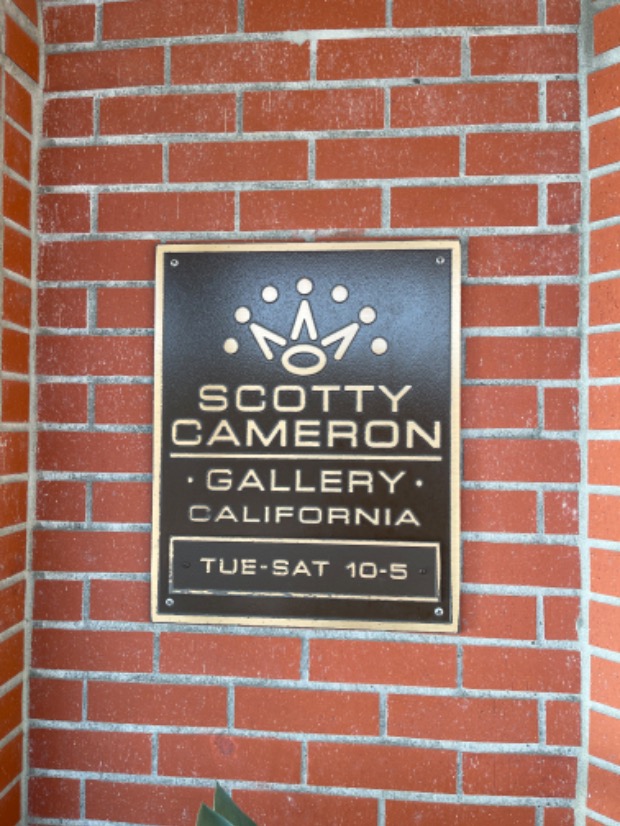 SCOTTY
CAMERON
· GALLERY ·
CALIFORNIA
TUE-SAT 10-5